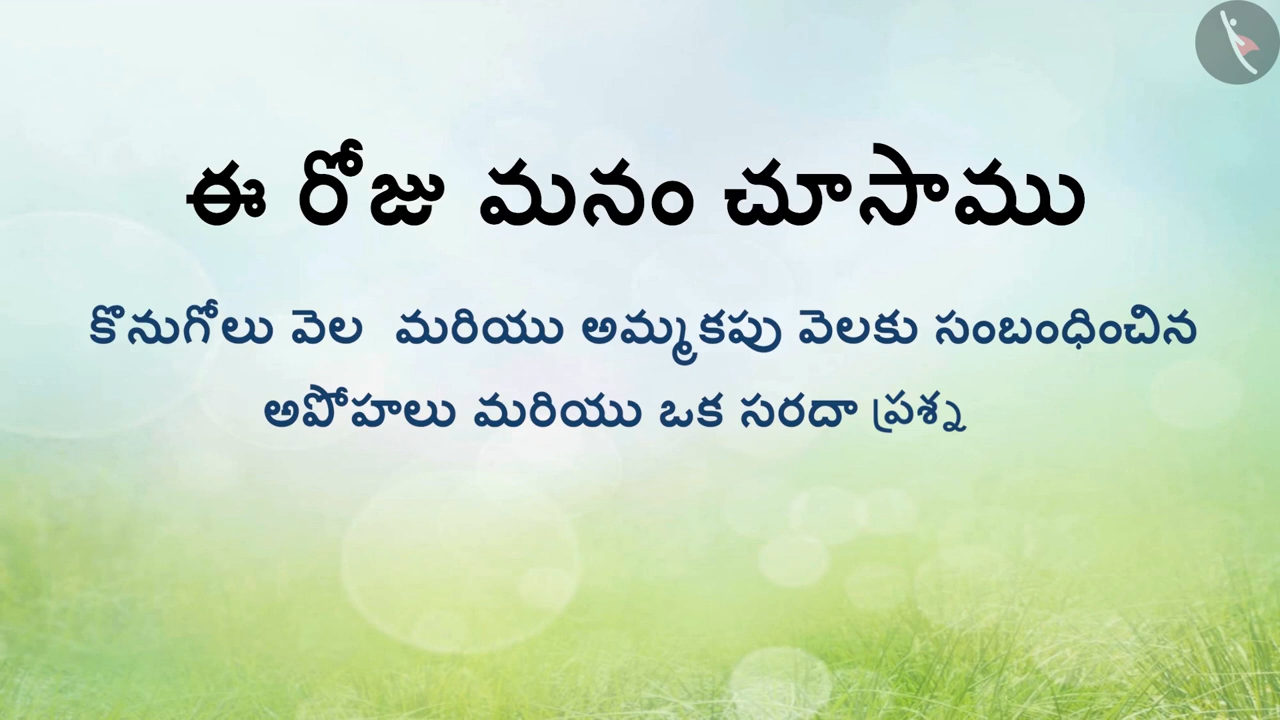 ఈ రోజు మనం చూసాము
కొనుగోలు వెల మరియు అమ్మకపు వెలకు సంబంధించిన
అపోహలు మరియు ఒక సరదా ప్రశ్న